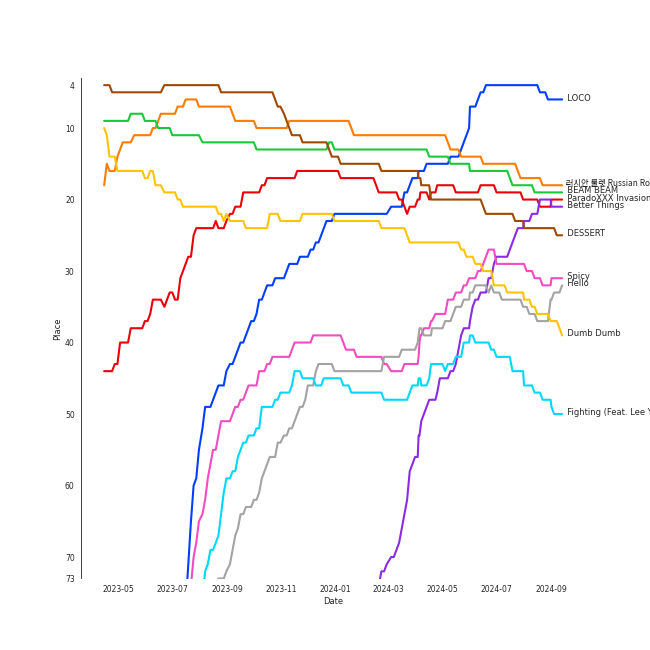 4
10
20
30
40
50
60
70
73
Place
2023-05
2023-07
2023-09
2023-11
2024-01
2024-03
2024-05
2024-07
2024-09
Date
LOCO
러시안 룰렛 Russian Ro
BEAM BEAM
ParadoXXX Invasion
Better Things
DESSERT
Spicy
Hello
Dumb Dumb
Fighting (Feat. Lee Y